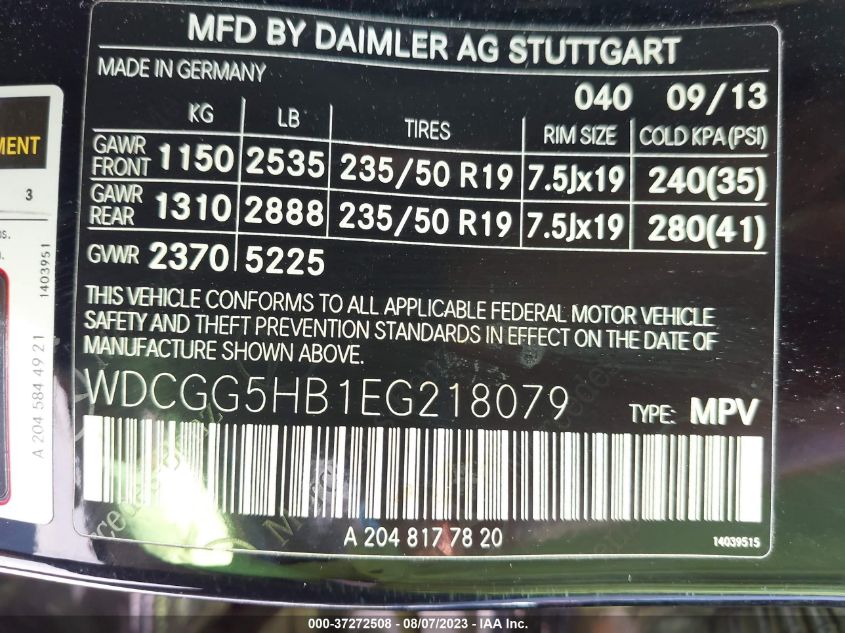 MFD BY DAIMLER AG STUTTGART
MADE IN GERMANY
040 09/13
KG LB TIRES RIM SIZE COLD KPA(PSI)
GAWR FRONT 1150 2535 235/50 R19 7.5Jx19 240(35)
GAWR REAR 1310 2888 235/50 R19 7.5Jx19 280(41)
GVWR 2370 5225
THIS VEHICLE CONFORMS TO ALL APPLICABLE FEDERAL MOTOR VEHICLE
SAFETY AND THEFT PREVENTION STANDARDS IN EFFECT ON THE DATE OF
MANUFACTURE SHOWN ABOVE.
WDCGG5HB1EG218079 TYPE: MPV
A 204 817 78 20
14039515
MENT
3
A 204 584 49 21 1403951
000-37272508 - 08/07/2023 - IAA Inc.